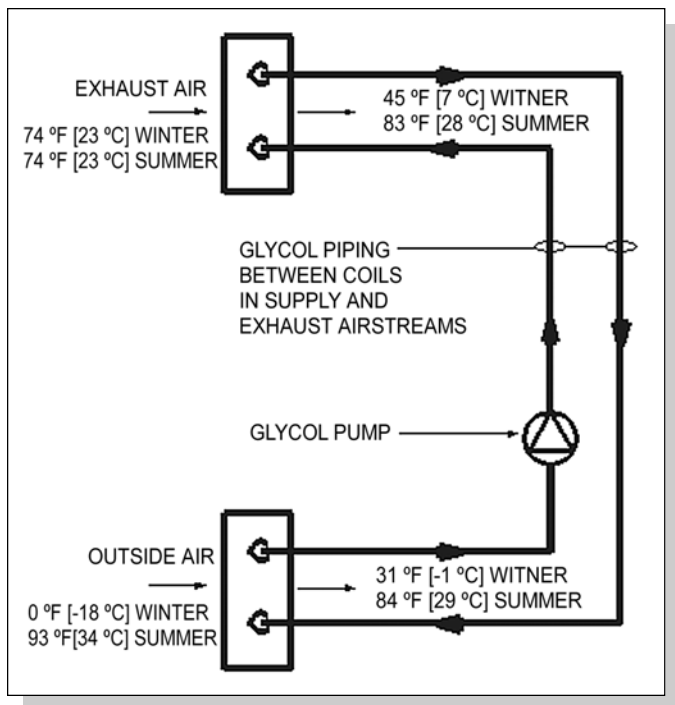 EXHAUST AIR
74 ºF [23 ºC] WINTER
74 ºF [23 ºC] SUMMER
45 ºF [7 ºC] WITNER
83 ºF [28 ºC] SUMMER
GLYCOL PIPING
BETWEEN COILS
IN SUPPLY AND
EXHAUST AIRSTREAMS
GLYCOL PUMP
OUTSIDE AIR
0 ºF [-18 ºC] WINTER
93 ºF[34 ºC] SUMMER
31 ºF [-1 ºC] WITNER
84 ºF [29 ºC] SUMMER